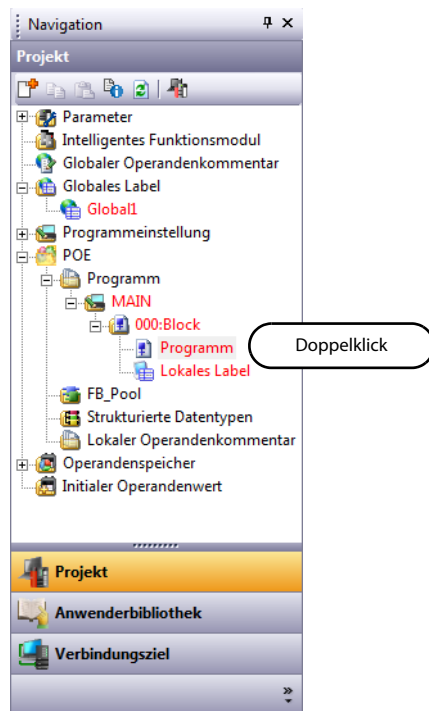 Navigation
Projekt
Parameter
Intelligentes Funktionsmodul
Globaler Operandenkommentar
Globales Label
Global1
Programmeinstellung
POE
Programm
MAIN
000:Block
Programm
Doppelklick
Lokales Label
FB_Pool
Strukturierte Datentypen
Lokaler Operandenkommentar
Operandenspeicher
Initialer Operandenwert
Projekt
Anwenderbibliothek
Verbindungsziel